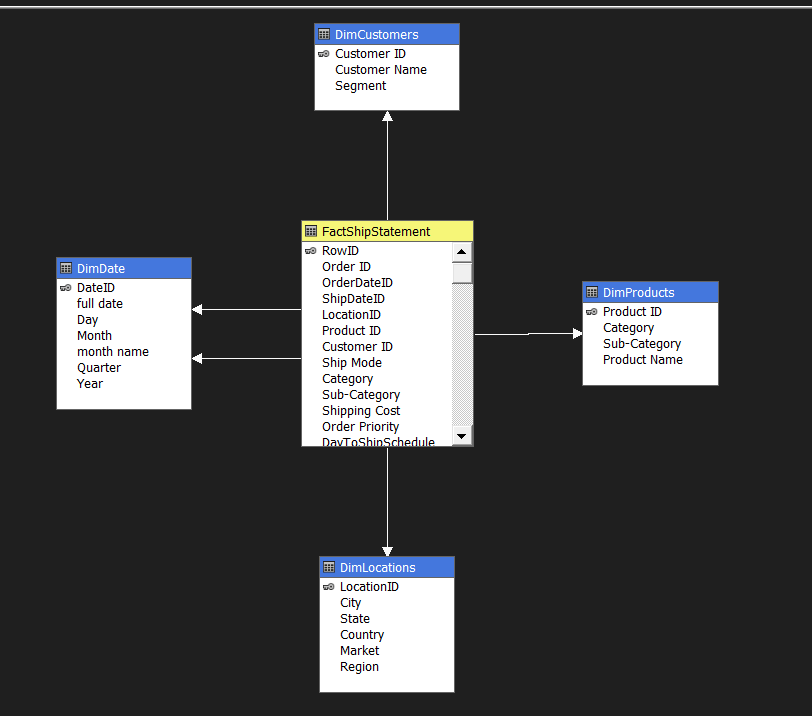 DimCustomers
Customer ID
Customer Name
Segment
FactShipStatement
RowID
Order ID
OrderDateID
ShipDateID
LocationID
Product ID
Customer ID
Ship Mode
Category
Sub-Category
Shipping Cost
Order Priority
DayToShipSchedule
DimDate
DateID
full date
Day
Month
month name
Quarter
Year
DimProducts
Product ID
Category
Sub-Category
Product Name
DimLocations
LocationID
City
State
Country
Market
Region